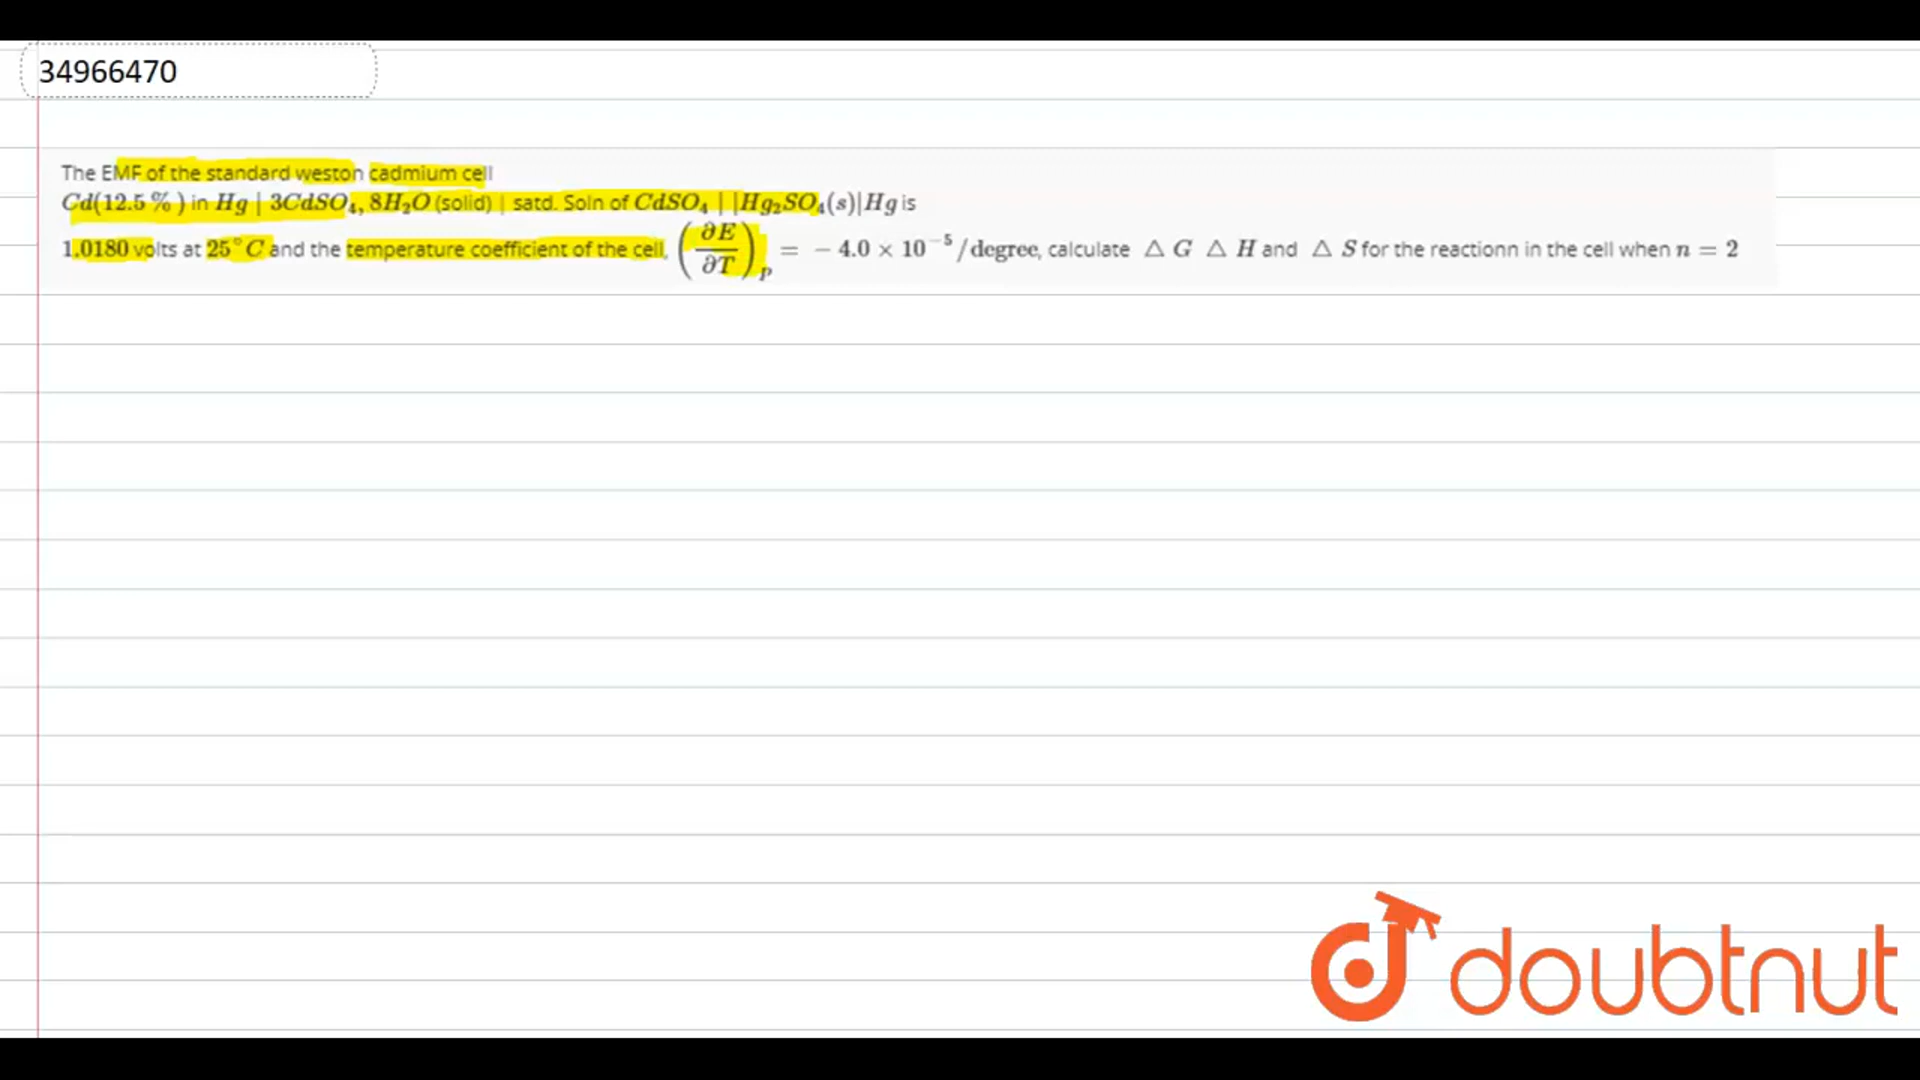 34966470
The EMF of the standard weston cadmium cell
Cd(12.5 % ) in Hg | 3CdSO₄, 8H₂O (solid) | satd. Soln of CdSO₄ | |Hg₂SO₄(s)|Hg is
1.0180 volts at 25°C and the temperature coefficient of the cell, (∂E/∂T)ₚ = − 4.0 × 10⁻⁵/degree, calculate △ G △ H and △ S for the reactionn in the cell when n = 2
doubtnut